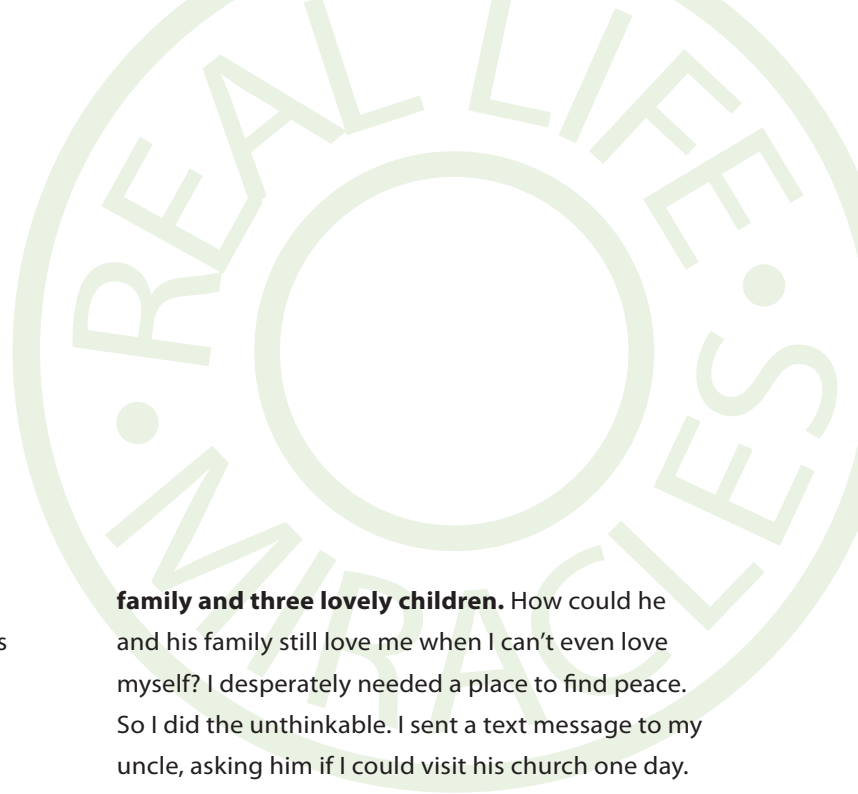 REAL LIFE
• MIRACLES •
family and three lovely children. How could he
and his family still love me when I can’t even love
myself? I desperately needed a place to find peace.
So I did the unthinkable. I sent a text message to my
uncle, asking him if I could visit his church one day.